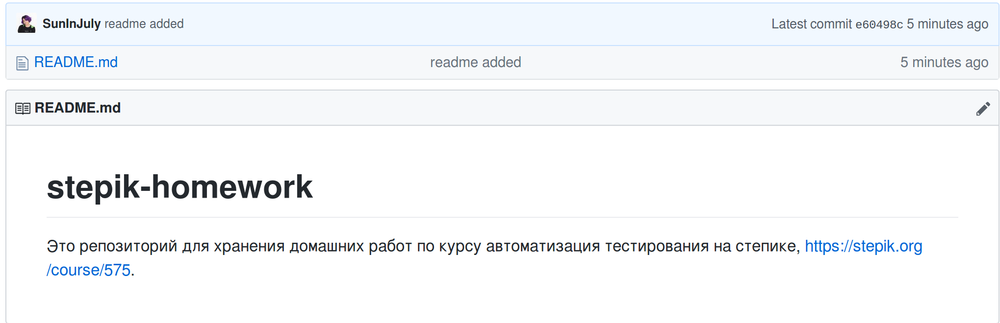 SunInJuly readme added Latest commit e60498c 5 minutes ago
README.md readme added 5 minutes ago
README.md
stepik-homework
Это репозиторий для хранения домашних работ по курсу автоматизация тестирования на степике, https://stepik.org
/course/575.